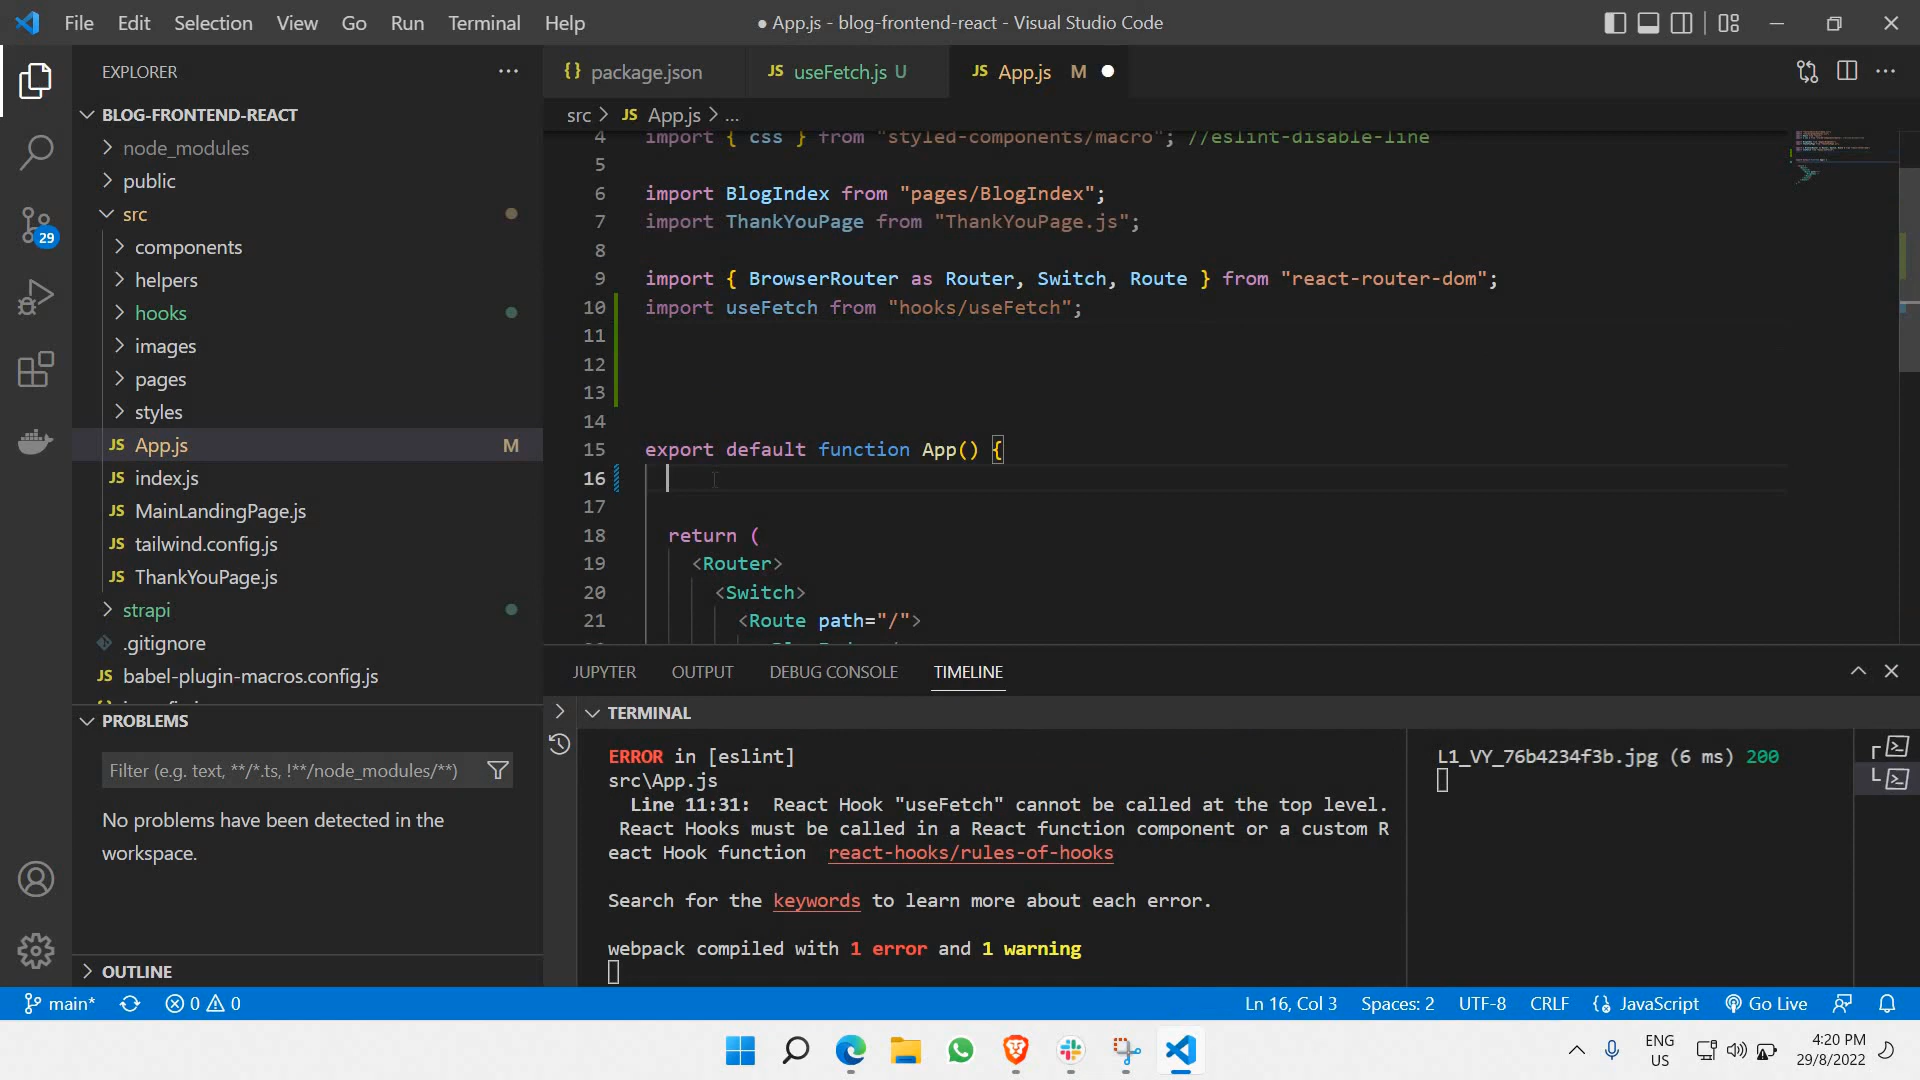 File Edit Selection View Go Run Terminal Help
● App.js - blog-frontend-react - Visual Studio Code
EXPLORER
BLOG-FRONTEND-REACT
node_modules
public
src
components
helpers
hooks
images
pages
styles
JS App.js M
JS index.js
JS MainLandingPage.js
JS tailwind.config.js
JS ThankYouPage.js
strapi
.gitignore
JS babel-plugin-macros.config.js
29
PROBLEMS
Filter (e.g. text, **/*.ts, !**/node_modules/**)
No problems have been detected in the
workspace.
OUTLINE
{} package.json
JS useFetch.js U
JS App.js M
src > JS App.js > ...
4 import { css } from "styled-components/macro"; //eslint-disable-line
5
6 import BlogIndex from "pages/BlogIndex";
7 import ThankYouPage from "ThankYouPage.js";
8
9 import { BrowserRouter as Router, Switch, Route } from "react-router-dom";
10 import useFetch from "hooks/useFetch";
11
12
13
14
15 export default function App() {
16
17
18 return (
19 <Router>
20 <Switch>
21 <Route path="/">
JUPYTER OUTPUT DEBUG CONSOLE TIMELINE
TERMINAL
ERROR in [eslint]
src\App.js
Line 11:31: React Hook "useFetch" cannot be called at the top level.
React Hooks must be called in a React function component or a custom R
eact Hook function react-hooks/rules-of-hooks
Search for the keywords to learn more about each error.
webpack compiled with 1 error and 1 warning
L1_VY_76b4234f3b.jpg (6 ms) 200
main* 0 0
Ln 16, Col 3 Spaces: 2 UTF-8 CRLF {} JavaScript Go Live
ENG
US
4:20 PM
29/8/2022